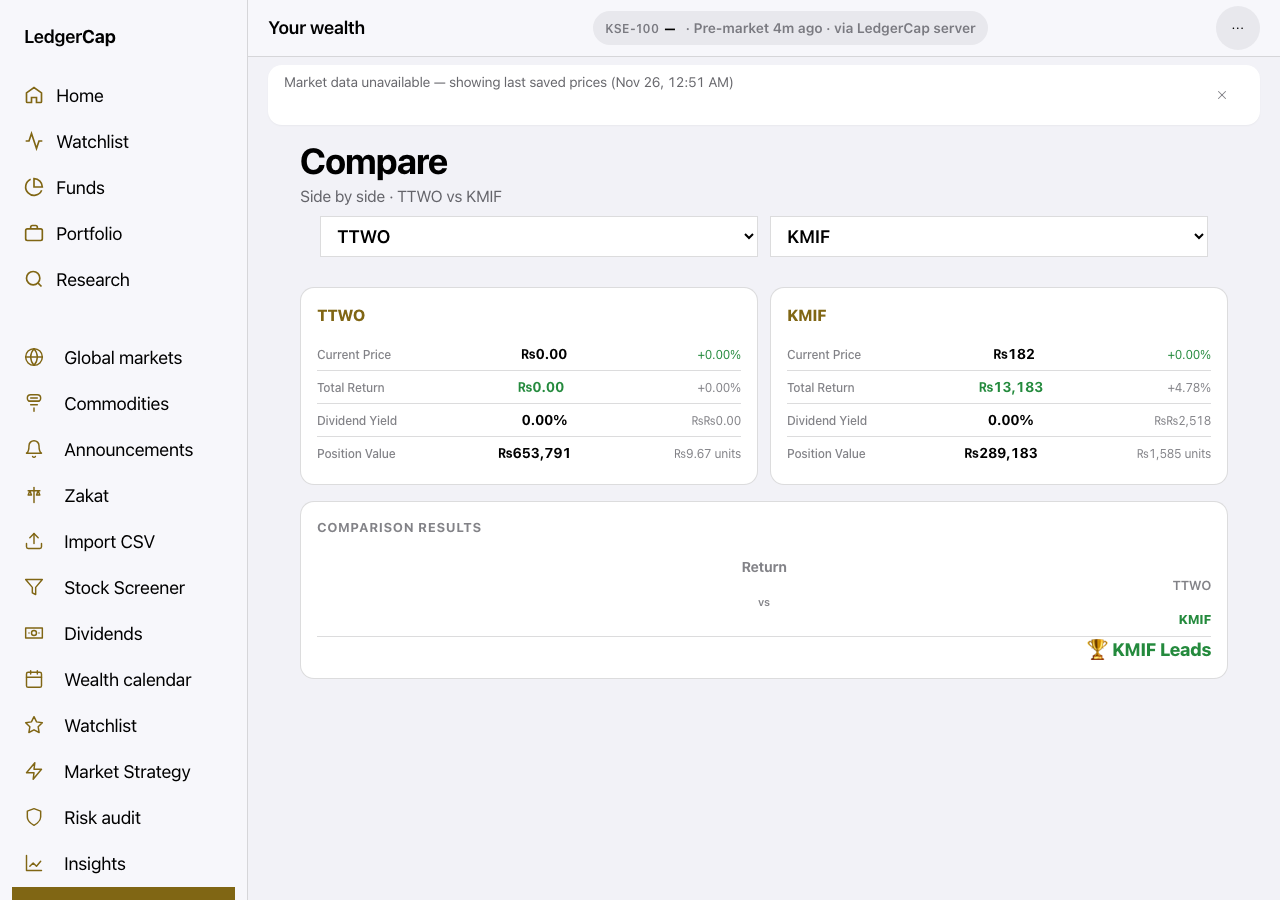 LedgerCap
Home
Watchlist
Funds
Portfolio
Research
Global markets
Commodities
Announcements
Zakat
Import CSV
Stock Screener
Dividends
Wealth calendar
Watchlist
Market Strategy
Risk audit
Insights
Your wealth
KSE-100 — · Pre-market 4m ago · via LedgerCap server
...
Market data unavailable — showing last saved prices (Nov 26, 12:51 AM)
×
Compare
Side by side · TTWO vs KMIF
TTWO
KMIF
TTWO
Current Price ₨0.00 +0.00%
Total Return ₨0.00 +0.00%
Dividend Yield 0.00% ₨₨0.00
Position Value ₨653,791 ₨9.67 units
KMIF
Current Price ₨182 +0.00%
Total Return ₨13,183 +4.78%
Dividend Yield 0.00% ₨₨2,518
Position Value ₨289,183 ₨1,585 units
COMPARISON RESULTS
Return
TTWO
vs
KMIF
🏆 KMIF Leads